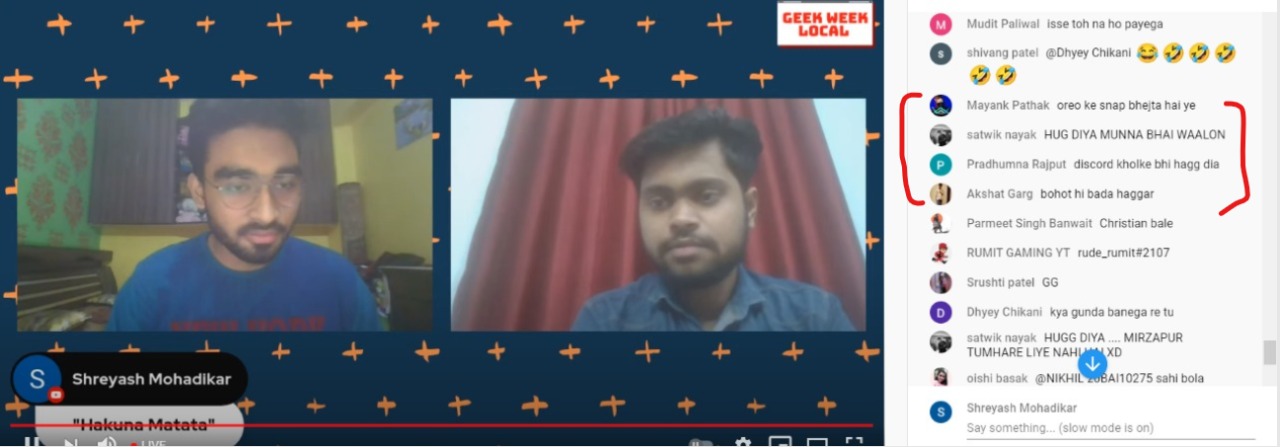 GEEK WEEK
LOCAL
S
Shreyash Mohadikar
"Hakuna Matata"
LIVE
M
Mudit Paliwal isse toh na ho payega
s
shivang patel @Dhyey Chikani 😂 🤣 🤣 🤣
🤣 🤣
Mayank Pathak oreo ke snap bhejta hai ye
satwik nayak HUG DIYA MUNNA BHAI WAALON
P
Pradhumna Rajput discord kholke bhi hagg dia
Akshat Garg bohot hi bada haggar
Parmeet Singh Banwait Christian bale
RUMIT GAMING YT rude_rumit#2107
Srushti patel GG
D
Dhyey Chikani kya gunda banega re tu
satwik nayak HUGG DIYA .... MIRZAPUR
TUMHARE LIYE NAHI XD
oishi basak @NIKHIL 20BAI10275 sahi bola
S
Shreyash Mohadikar
Say something... (slow mode is on)